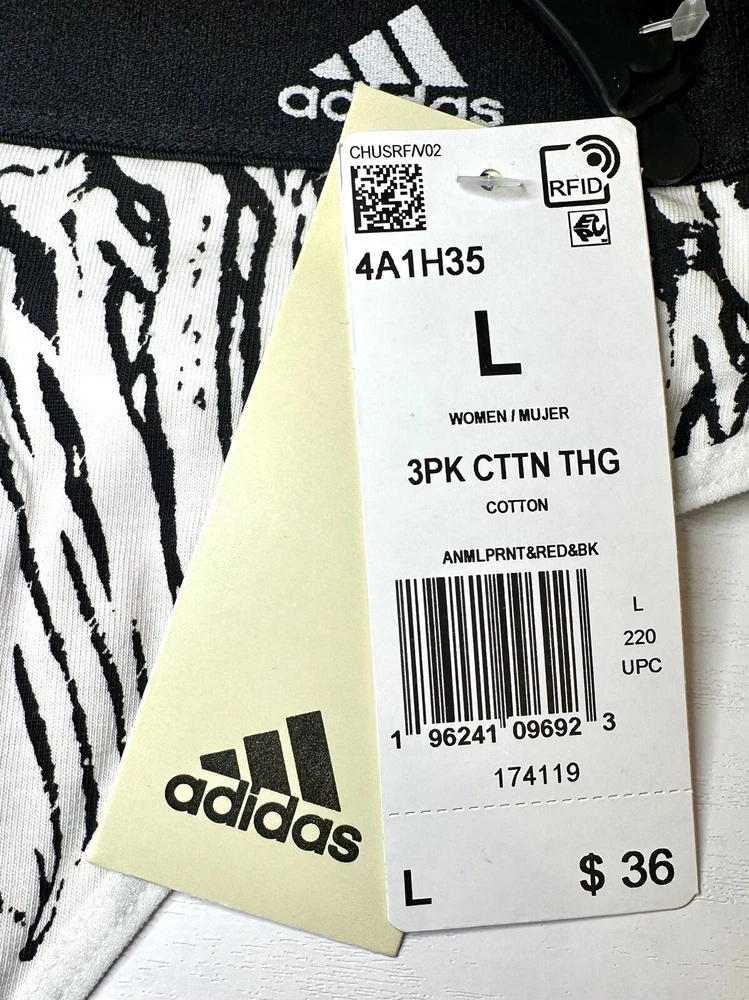 adidas
CHUSRF/V02
RFID
4A1H35
L
WOMEN / MUJER
3PK CTTN THG
COTTON
ANMLPRNT&RED&BK
L
220
UPC
1 96241 09692 3
174119
L
$ 36
adidas